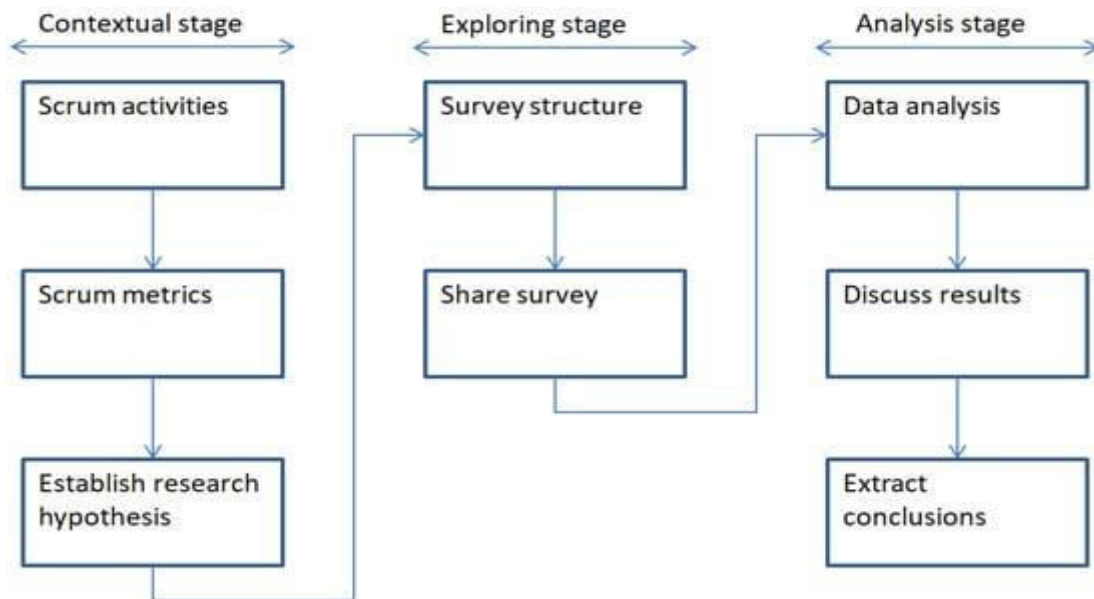 Contextual stage
Scrum activities
Scrum metrics
Establish research
hypothesis
Exploring stage
Survey structure
Share survey
Analysis stage
Data analysis
Discuss results
Extract
conclusions